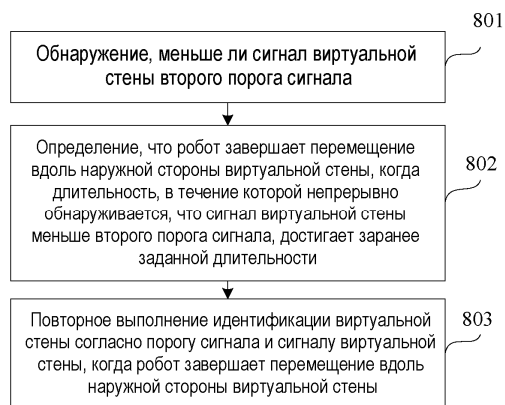 801
Обнаружение, меньше ли сигнал виртуальной
стены второго порога сигнала
802
Определение, что робот завершает перемещение
вдоль наружной стороны виртуальной стены, когда
длительность, в течение которой непрерывно
обнаруживается, что сигнал виртуальной стены
меньше второго порога сигнала, достигает заранее
заданной длительности
803
Повторное выполнение идентификации виртуальной
стены согласно порогу сигнала и сигналу виртуальной
стены, когда робот завершает перемещение вдоль
наружной стороны виртуальной стены